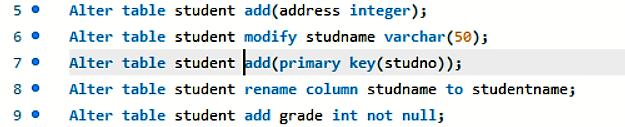 5 Alter table student add(address integer);
6 Alter table student modify studname varchar(50);
7 Alter table student add(primary key(studno));
8 Alter table student rename column studname to studentname;
9 Alter table student add grade int not null;